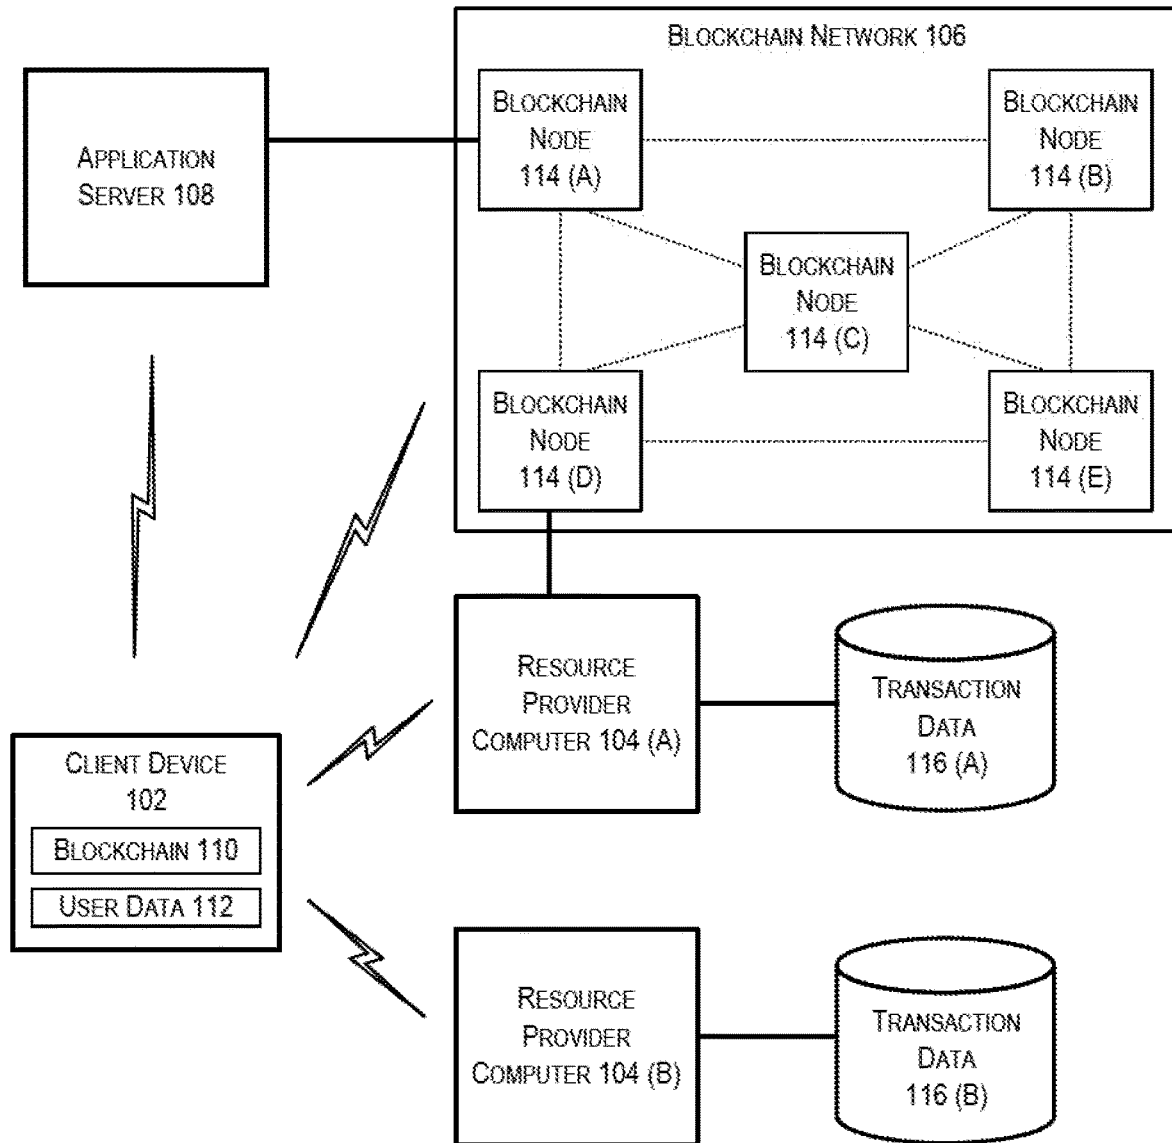 BLOCKCHAIN NETWORK 106
APPLICATION
SERVER 108
BLOCKCHAIN
NODE
114 (A)
BLOCKCHAIN
NODE
114 (B)
BLOCKCHAIN
NODE
114 (C)
BLOCKCHAIN
NODE
114 (D)
BLOCKCHAIN
NODE
114 (E)
RESOURCE
PROVIDER
COMPUTER 104 (A)
TRANSACTION
DATA
116 (A)
CLIENT DEVICE
102
BLOCKCHAIN 110
USER DATA 112
RESOURCE
PROVIDER
COMPUTER 104 (B)
TRANSACTION
DATA
116 (B)